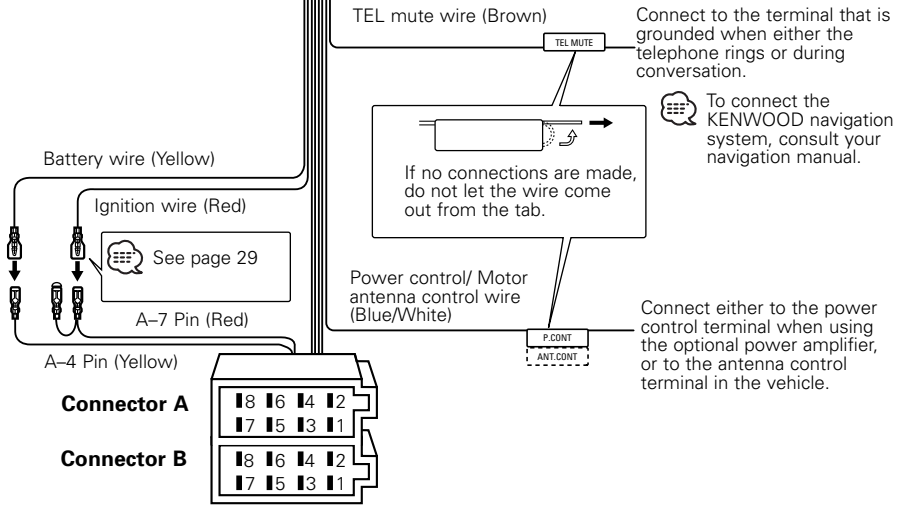 TEL mute wire (Brown)
TEL MUTE
Connect to the terminal that is
grounded when either the
telephone rings or during
conversation.
To connect the
KENWOOD navigation
system, consult your
navigation manual.
If no connections are made,
do not let the wire come
out from the tab.
Battery wire (Yellow)
Ignition wire (Red)
See page 29
Power control/ Motor
antenna control wire
(Blue/White)
P.CONT
ANT.CONT
Connect either to the power
control terminal when using
the optional power amplifier,
or to the antenna control
terminal in the vehicle.
A–7 Pin (Red)
A–4 Pin (Yellow)
Connector A
8 6 4 2
7 5 3 1
Connector B
8 6 4 2
7 5 3 1